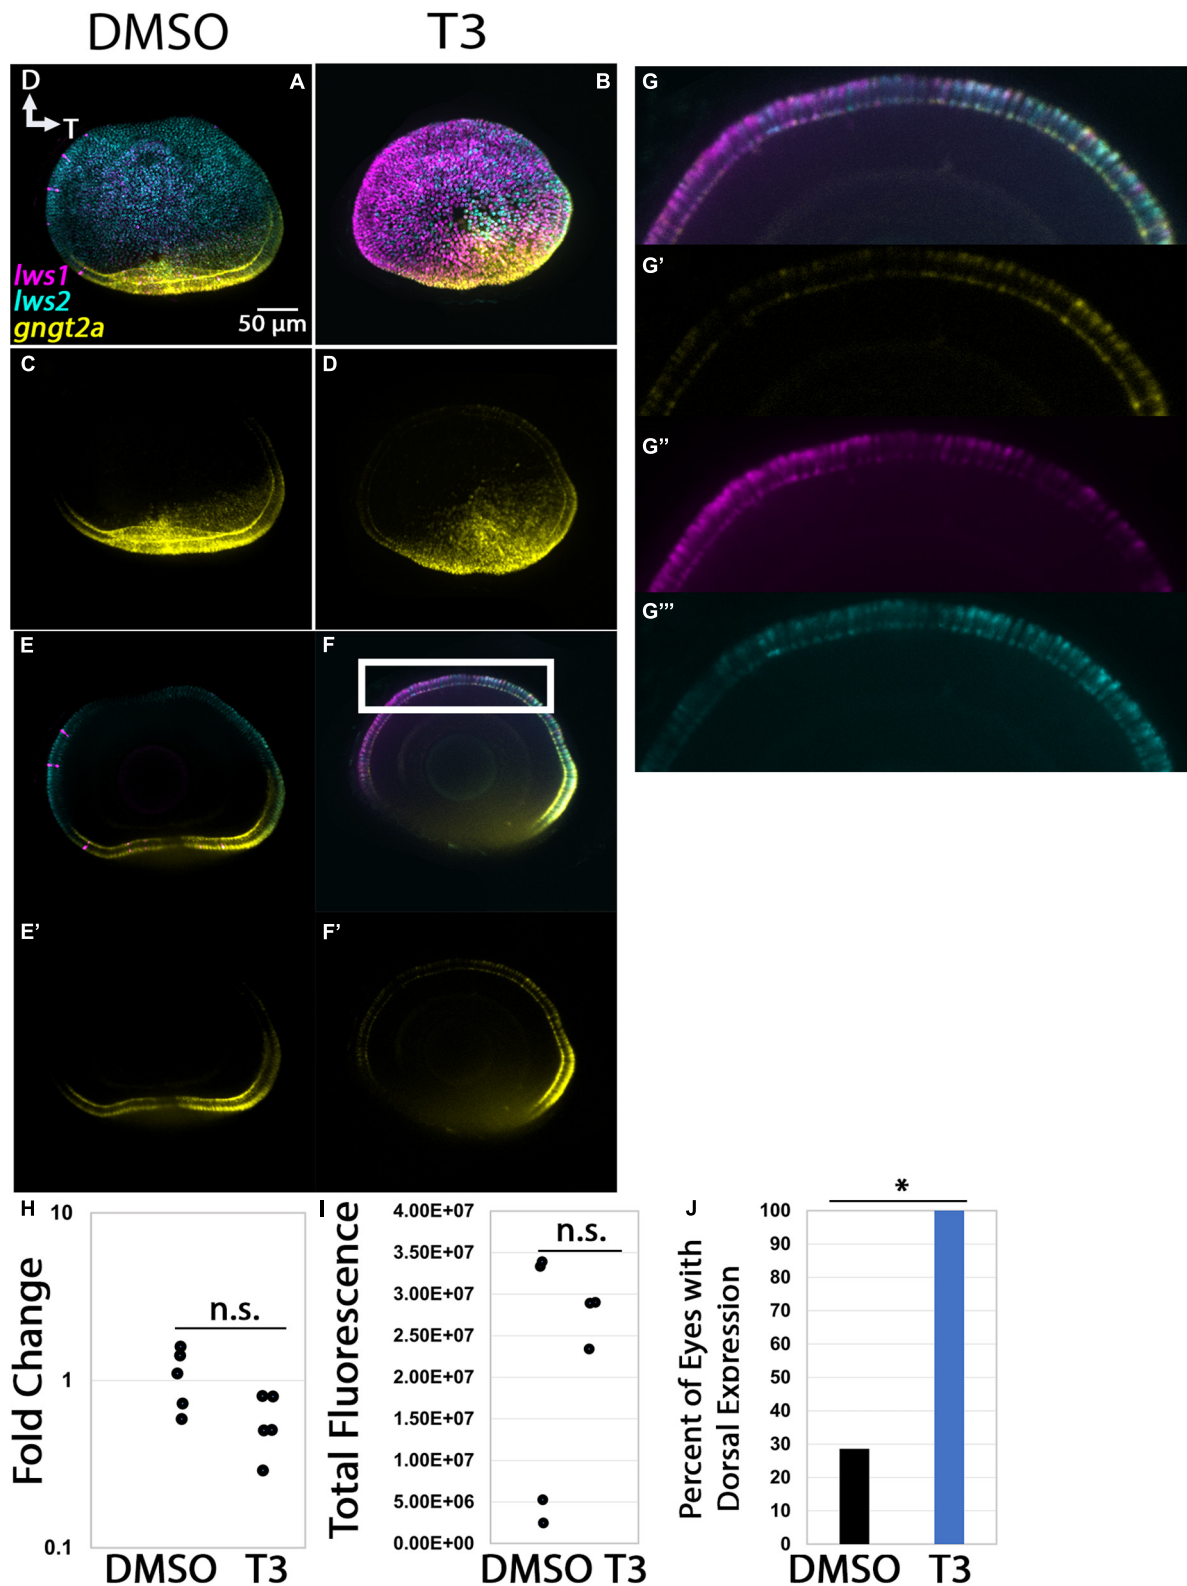 DMSO T3
A
D
T
lws1
lws2
gngt2a
50 µm
B
C
D
E
F
E’
F’
G
G’
G’’
G’’’
H
Fold Change
10
1
0.1
n.s.
DMSO T3
I
Total Fluorescence
4.00E+07
3.50E+07
3.00E+07
2.50E+07
2.00E+07
1.50E+07
1.00E+07
5.00E+06
0.00E+00
n.s.
DMSO T3
J
Percent of Eyes with
Dorsal Expression
100
90
80
70
60
50
40
30
20
10
0
*
DMSO T3